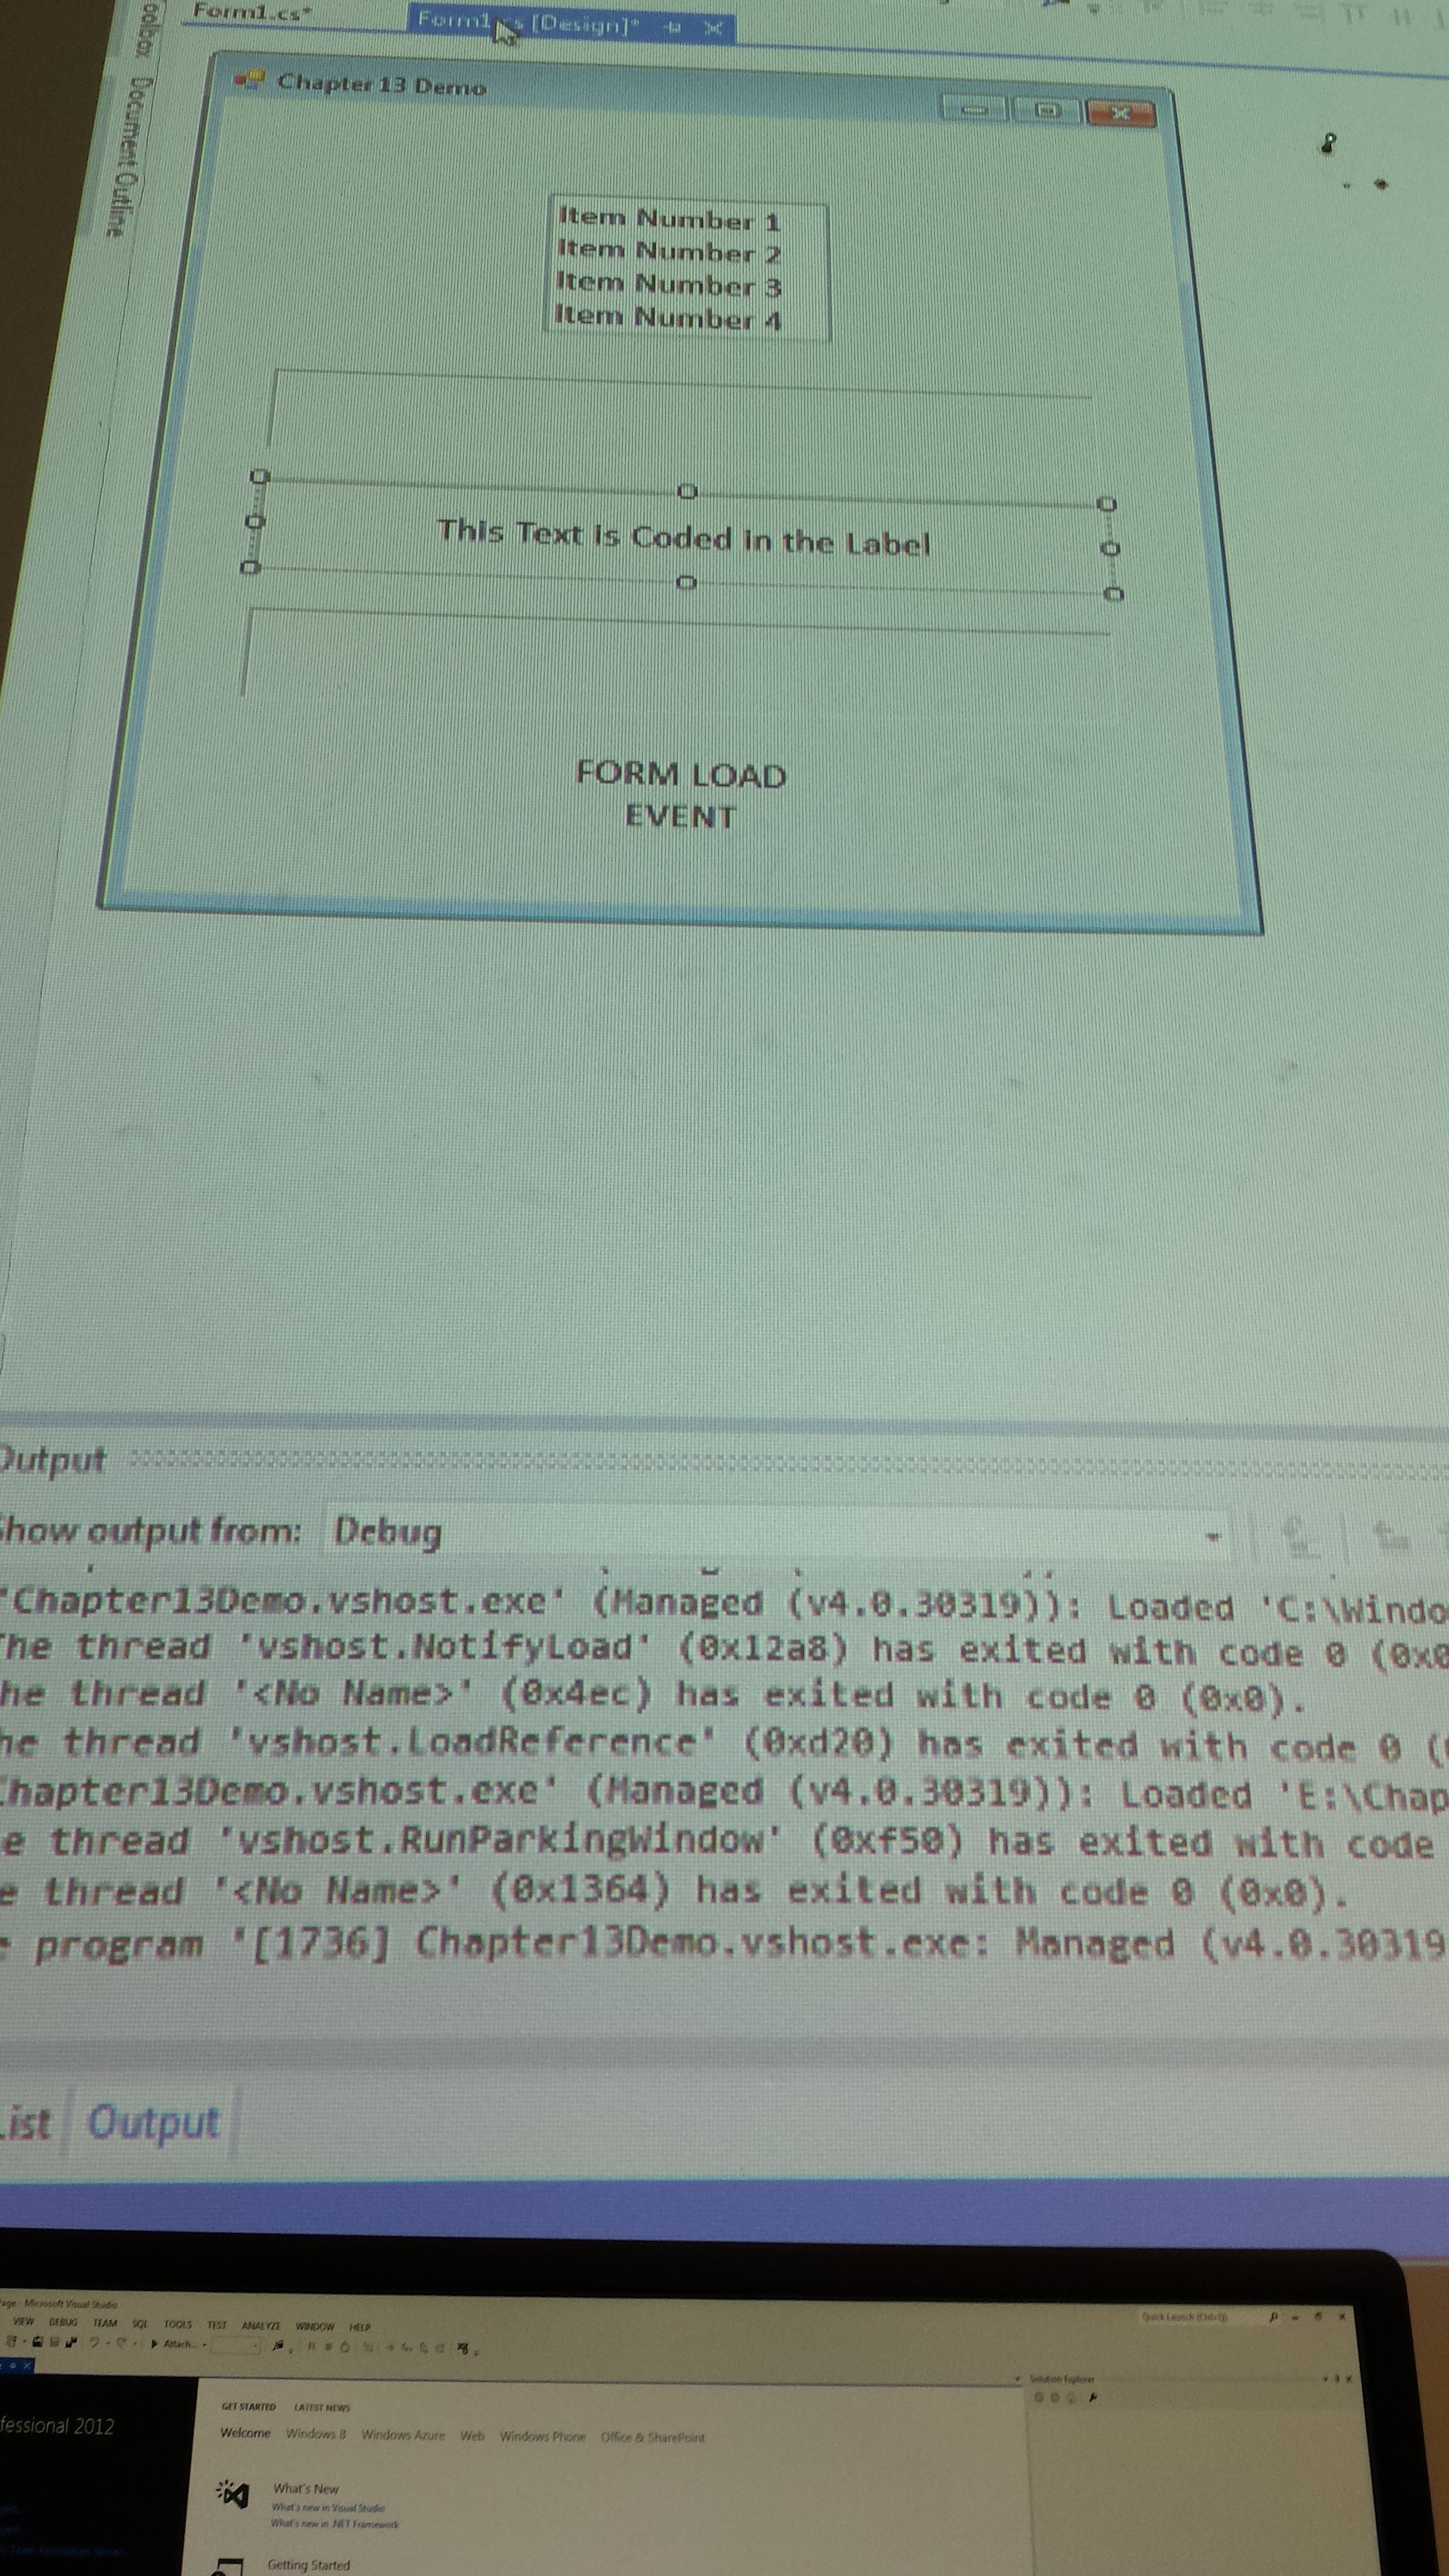 Form1.cs*
Form1.cs [Design]*
Document Outline
Chapter 13 Demo
Item Number 1
Item Number 2
Item Number 3
Item Number 4
This Text is Coded in the Label
FORM LOAD
EVENT
Output
Show output from: Debug
'Chapter13Demo.vshost.exe' (Managed (v4.0.30319)): Loaded 'C:\Windo
The thread 'vshost.NotifyLoad' (0x12a8) has exited with code 0 (0x0
he thread '<No Name>' (0x4ec) has exited with code 0 (0x0).
he thread 'vshost.LoadReference' (0xd20) has exited with code 0 (
Chapter13Demo.vshost.exe' (Managed (v4.0.30319)): Loaded 'E:\Chap
e thread 'vshost.RunParkingWindow' (0xf50) has exited with code
e thread '<No Name>' (0x1364) has exited with code 0 (0x0).
program '[1736] Chapter13Demo.vshost.exe: Managed (v4.0.30319
List Output
Page - Microsoft Visual Studio
Quick Launch (Ctrl+Q)
VIEW DEBUG TEAM SQL TOOLS TEST ANALYZE WINDOW HELP
Attach...
Solution Explorer
GET STARTED LATEST NEWS
fessional 2012
Welcome Windows 8 Windows Azure Web Windows Phone Office & SharePoint
What's New
What's new in Visual Studio
What's new in .NET Framework
Getting Started